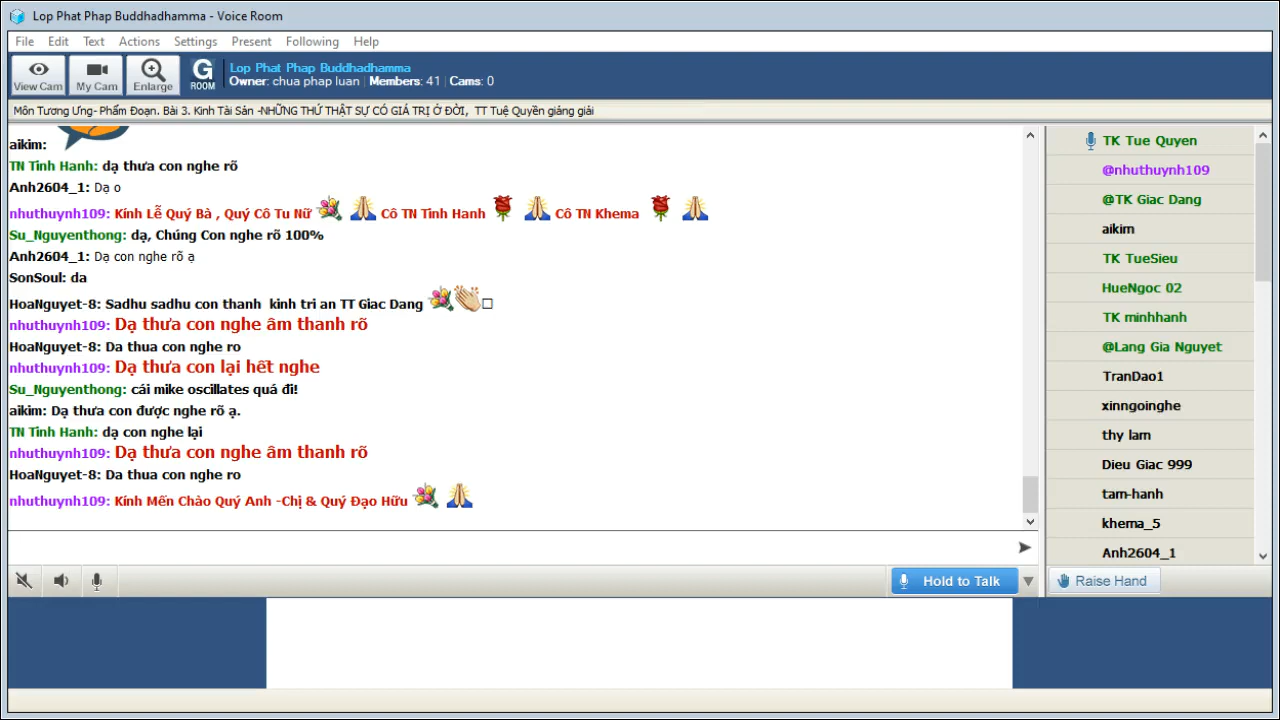 Lop Phat Phap Buddhadhamma - Voice Room
File Edit Text Actions Settings Present Following Help
View Cam My Cam Enlarge G ROOM
Lop Phat Phap Buddhadhamma
Owner: chua phap luan Members: 41 Cams: 0
Môn Tương Ưng- Phẩm Đoạn. Bài 3. Kinh Tài Sản -NHỮNG THỨ THẬT SỰ CÓ GIÁ TRỊ Ở ĐỜI, TT Tuệ Quyền giảng giải
aikim:
TN Tinh Hanh: dạ thưa con nghe rõ
Anh2604_1: Dạ o
nhuthuynh109: Kính Lễ Quý Bà , Quý Cô Tu Nữ Cô TN Tinh Hanh Cô TN Khema
Su_Nguyenthong: dạ, Chúng Con nghe rõ 100%
Anh2604_1: Dạ con nghe rõ ạ
SonSoul: da
HoaNguyet-8: Sadhu sadhu con thanh kinh tri an TT Giac Dang
nhuthuynh109: Dạ thưa con nghe âm thanh rõ
HoaNguyet-8: Da thua con nghe ro
nhuthuynh109: Dạ thưa con lại hết nghe
Su_Nguyenthong: cái mike oscillates quá đi!
aikim: Dạ thưa con được nghe rõ ạ.
TN Tinh Hanh: dạ con nghe lại
nhuthuynh109: Dạ thưa con nghe âm thanh rõ
HoaNguyet-8: Da thua con nghe ro
nhuthuynh109: Kính Mến Chào Quý Anh -Chị & Quý Đạo Hữu
TK Tue Quyen
@nhuthuynh109
@TK Giac Dang
aikim
TK TueSieu
HueNgoc 02
TK minhhanh
@Lang Gia Nguyet
TranDao1
xinngoinghe
thy lam
Dieu Giac 999
tam-hanh
khema_5
Anh2604_1
Hold to Talk
Raise Hand